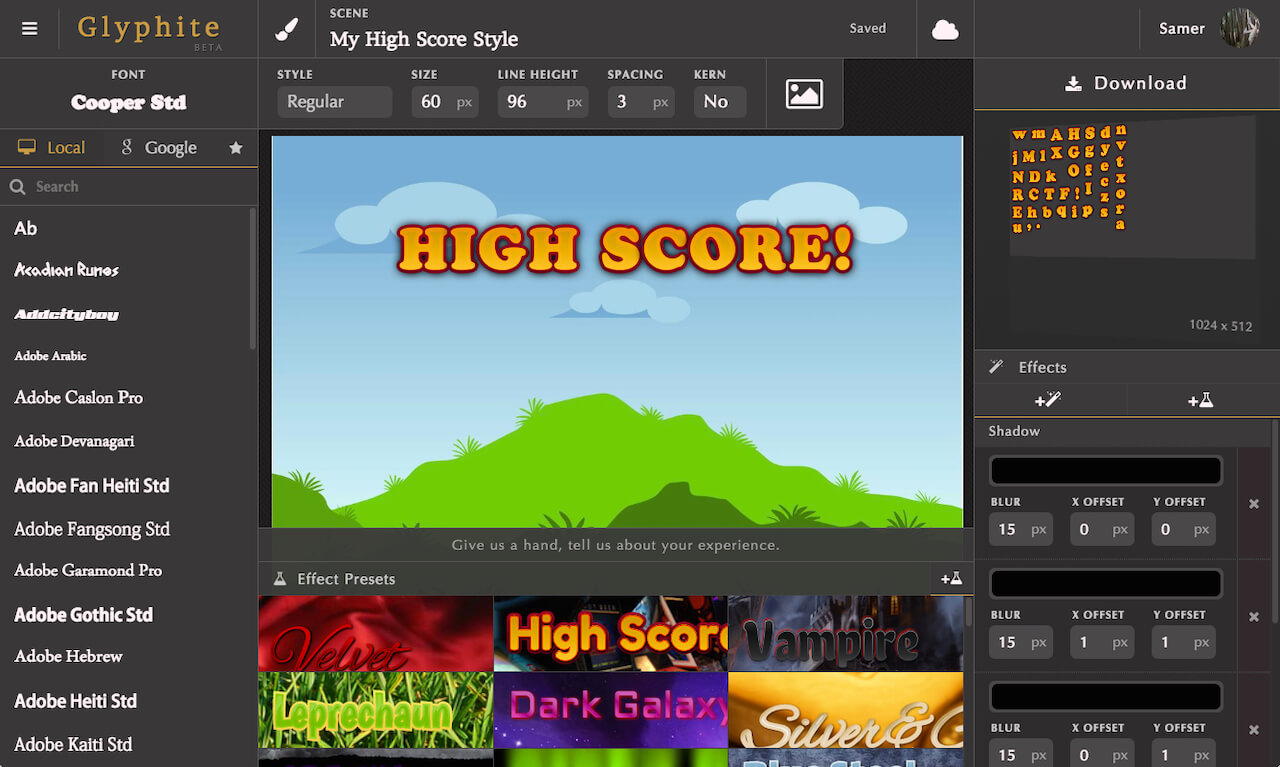 Glyphite
BETA
SCENE
My High Score Style
Saved
Samer
FONT
Cooper Std
STYLE
SIZE
LINE HEIGHT
SPACING
KERN
Regular
60 px
96 px
3 px
No
Download
Local
Google
Search
Ab
Acadian Runes
Addcityboy
Adobe Arabic
Adobe Caslon Pro
Adobe Devanagari
Adobe Fan Heiti Std
Adobe Fangsong Std
Adobe Garamond Pro
Adobe Gothic Std
Adobe Hebrew
Adobe Heiti Std
Adobe Kaiti Std
HIGH SCORE!
Give us a hand, tell us about your experience.
Effect Presets
Velvet
High Score
Vampire
Leprechaun
Dark Galaxy
Silver & G
Blue Steel
w m A H S d n
j M l X G g y v
N D k O f e t
R C T F ! I c x
E h b q i p s z o
u , . r
a
1024 x 512
Effects
Shadow
BLUR
X OFFSET
Y OFFSET
15 px
0 px
0 px
BLUR
X OFFSET
Y OFFSET
15 px
1 px
1 px
BLUR
X OFFSET
Y OFFSET
15 px
0 px
1 px